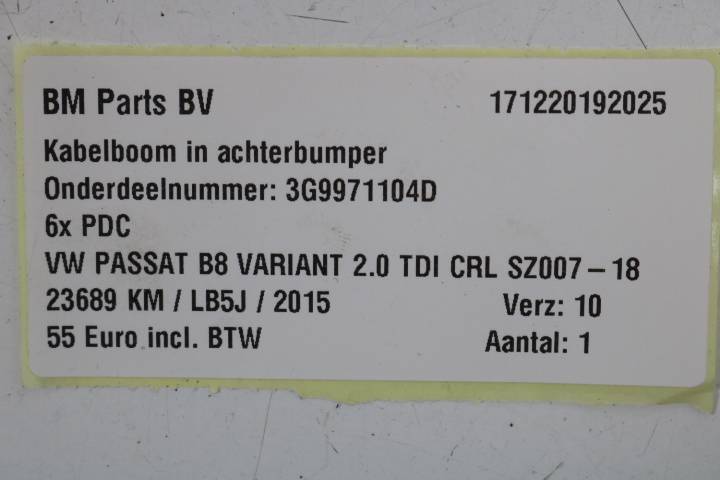 BM Parts BV 171220192025
Kabelboom in achterbumper
Onderdeelnummer: 3G9971104D
6x PDC
VW PASSAT B8 VARIANT 2.0 TDI CRL SZ007 – 18
23689 KM / LB5J / 2015 Verz: 10
55 Euro incl. BTW Aantal: 1